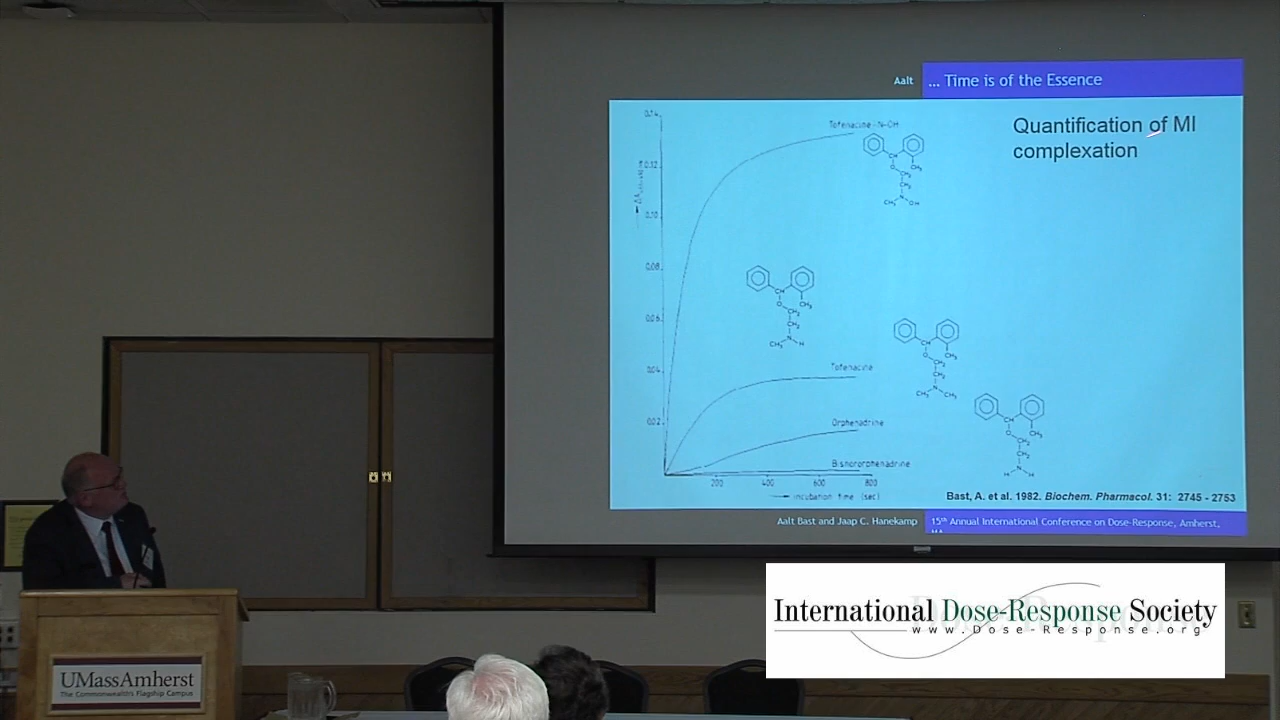 Aalt
... Time is of the Essence
Quantification of MI
complexation
0.14
0.12
0.10
0.08
0.06
0.04
0.02
200
400
600
800
incubation time (sec)
Tofenacine-N-OH
Tofenacine
Orphenadrine
Bisnororphenadrine
Bast, A. et al. 1982. Biochem. Pharmacol. 31: 2745 - 2753
Aalt Bast and Jaap C. Hanekamp
15th Annual International Conference on Dose-Response, Amherst,
International Dose-Response Society
www.Dose-Response.org
UMassAmherst
The Commonwealth's Flagship Campus